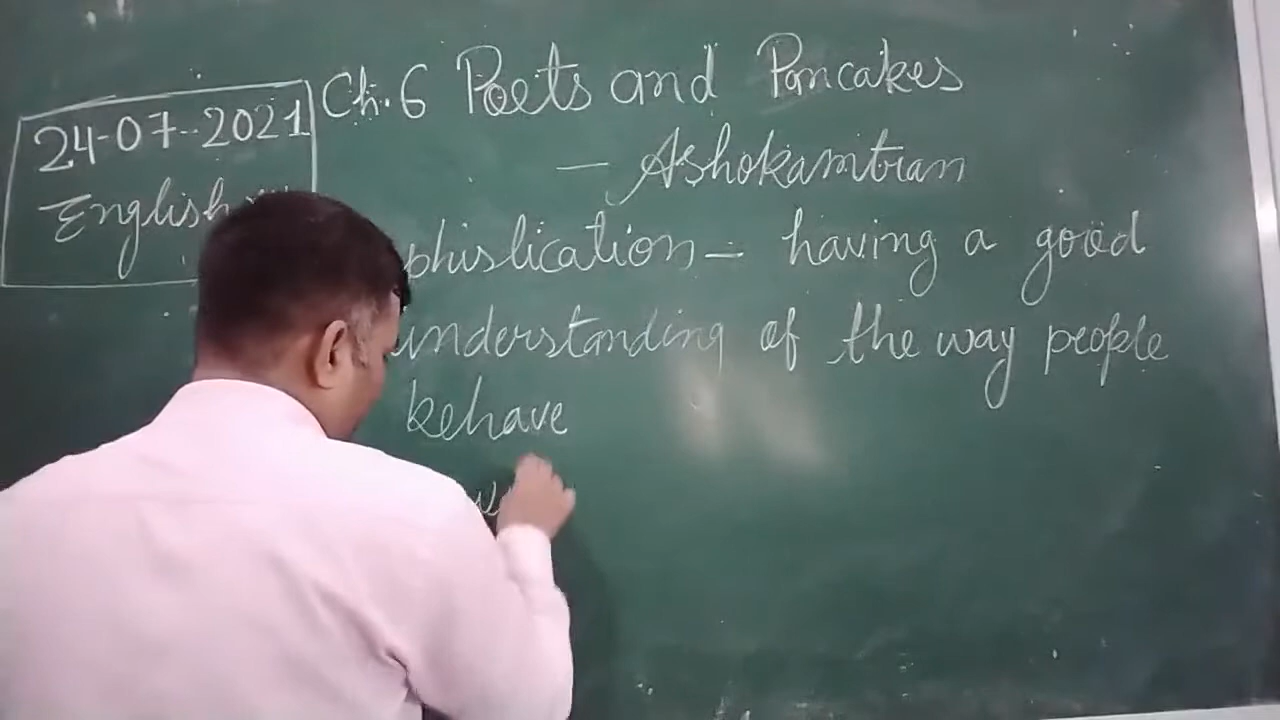 Ch.6 Poets and Pancakes
24-07-2021
- Ashokamitran
English
phistication - having a good
understanding of the way people
behave